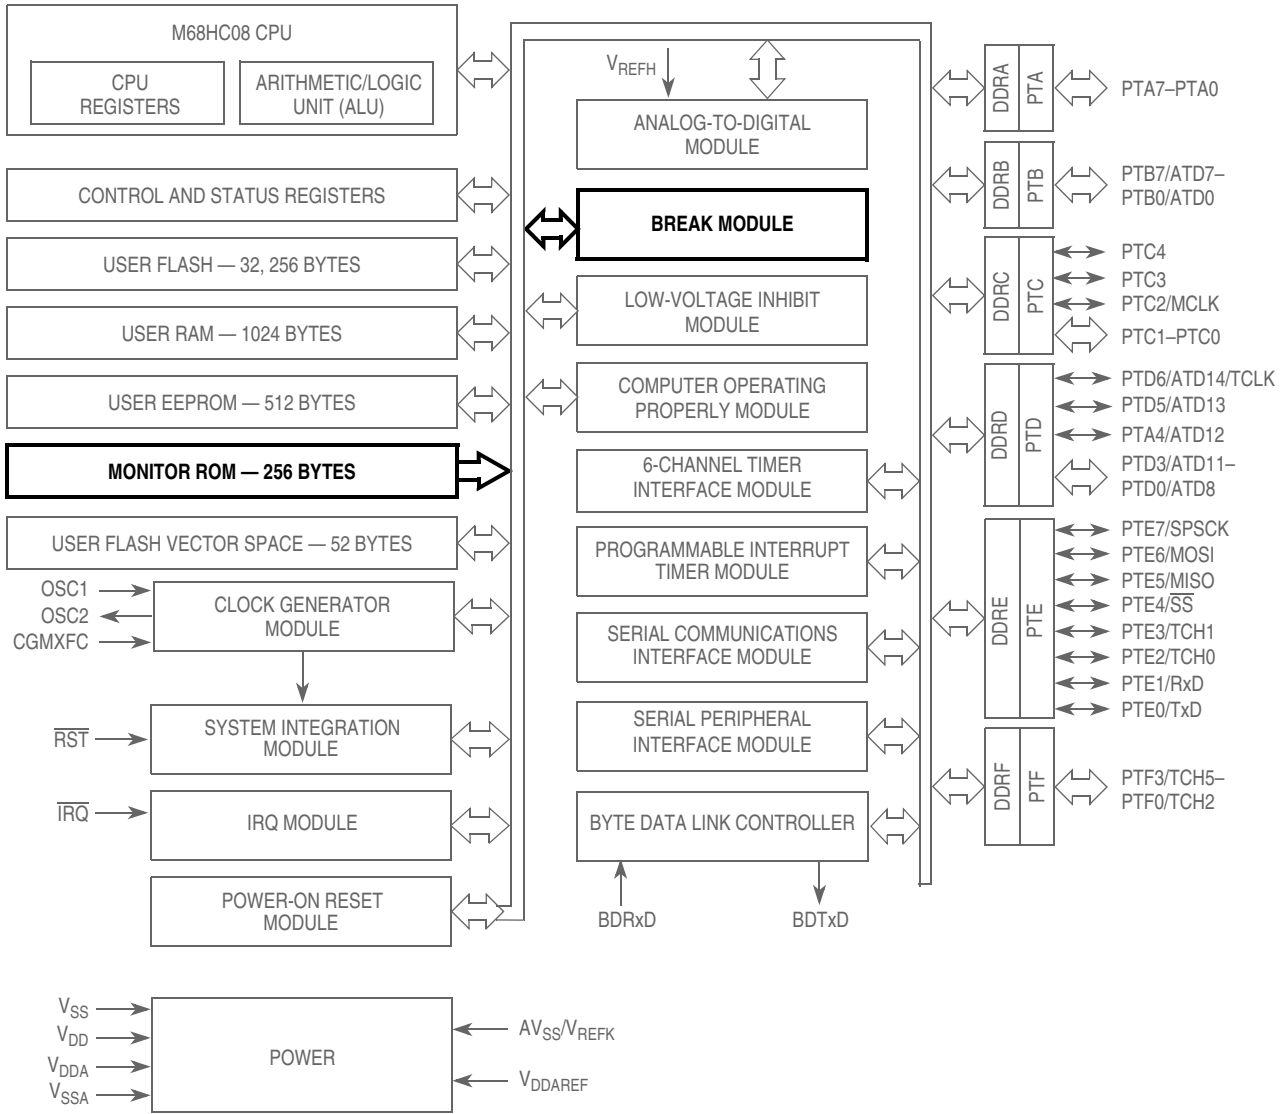 M68HC08 CPU
CPU
REGISTERS
ARITHMETIC/LOGIC
UNIT (ALU)
CONTROL AND STATUS REGISTERS
USER FLASH — 32, 256 BYTES
USER RAM — 1024 BYTES
USER EEPROM — 512 BYTES
MONITOR ROM — 256 BYTES
USER FLASH VECTOR SPACE — 52 BYTES
OSC1
OSC2
CGMXFC
CLOCK GENERATOR
MODULE
RST
SYSTEM INTEGRATION
MODULE
IRQ
IRQ MODULE
POWER-ON RESET
MODULE
VSS
VDD
VDDA
VSSA
POWER
AVSS/VREFK
VDDAREF
VREFH
ANALOG-TO-DIGITAL
MODULE
BREAK MODULE
LOW-VOLTAGE INHIBIT
MODULE
COMPUTER OPERATING
PROPERLY MODULE
6-CHANNEL TIMER
INTERFACE MODULE
PROGRAMMABLE INTERRUPT
TIMER MODULE
SERIAL COMMUNICATIONS
INTERFACE MODULE
SERIAL PERIPHERAL
INTERFACE MODULE
BYTE DATA LINK CONTROLLER
BDRxD
BDTxD
DDRA
PTA
PTA7–PTA0
DDRB
PTB
PTB7/ATD7–
PTB0/ATD0
DDRC
PTC
PTC4
PTC3
PTC2/MCLK
PTC1–PTC0
DDRD
PTD
PTD6/ATD14/TCLK
PTD5/ATD13
PTA4/ATD12
PTD3/ATD11–
PTD0/ATD8
DDRE
PTE
PTE7/SPSCK
PTE6/MOSI
PTE5/MISO
PTE4/SS
PTE3/TCH1
PTE2/TCH0
PTE1/RxD
PTE0/TxD
DDRF
PTF
PTF3/TCH5–
PTF0/TCH2